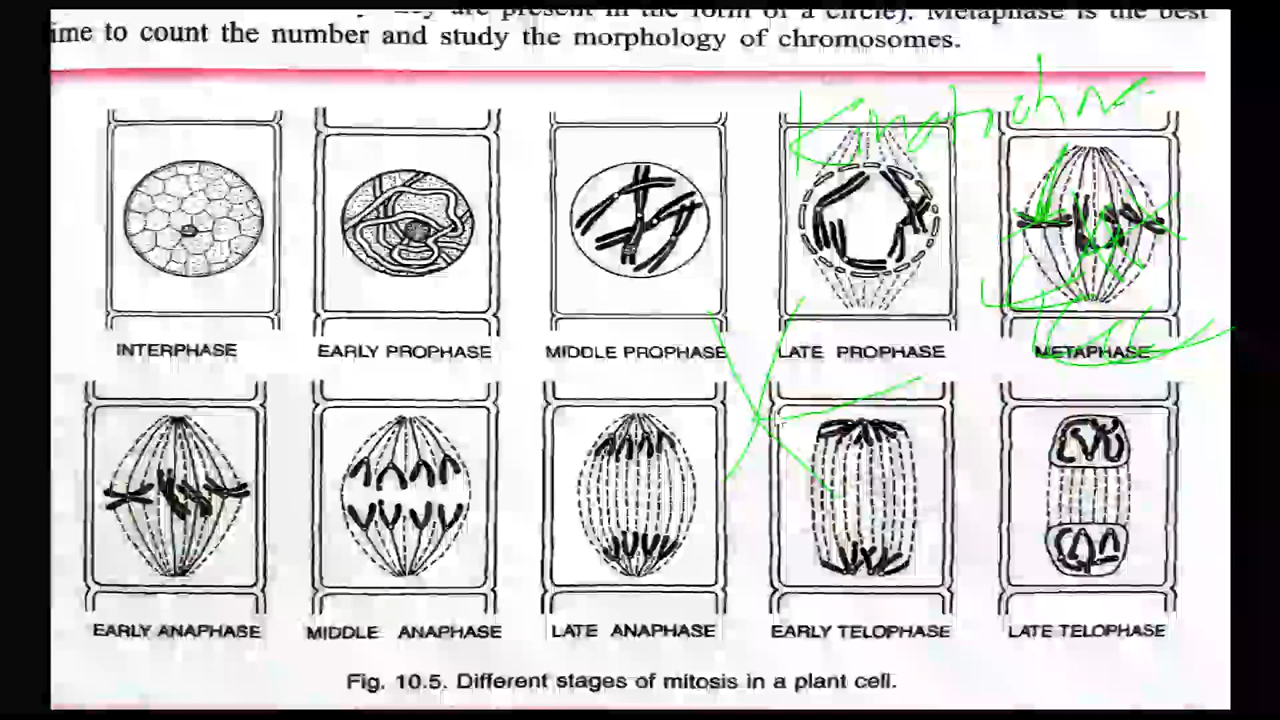 ime to count the number and study the morphology of chromosomes.
INTERPHASE
EARLY PROPHASE
MIDDLE PROPHASE
LATE PROPHASE
METAPHASE
EARLY ANAPHASE
MIDDLE ANAPHASE
LATE ANAPHASE
EARLY TELOPHASE
LATE TELOPHASE
Fig. 10.5. Different stages of mitosis in a plant cell.